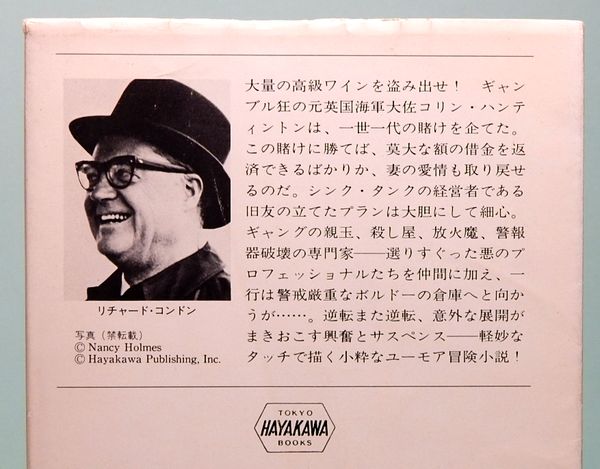 大量の高級ワインを盗み出せ！　ギャン
ブル狂の元英国海軍大佐コリン・ハンテ
ィントンは、一世一代の賭けを企てた。
この賭けに勝てば、莫大な額の借金を返
済できるばかりか、妻の愛情も取り戻せ
るのだ。シンク・タンクの経営者である
旧友の立てたプランは大胆にして細心。
ギャングの親玉、殺し屋、放火魔、警報
器破壊の専門家——選りすぐった悪のプ
ロフェッショナルたちを仲間に加え、一
行は警戒厳重なボルドーの倉庫へと向か
うが……。逆転また逆転、意外な展開が
まきおこす興奮とサスペンス——軽妙な
タッチで描く小粋なユーモア冒険小説！
リチャード・コンドン
写真（禁転載）
© Nancy Holmes
© Hayakawa Publishing, Inc.
TOKYO
HAYAKAWA
BOOKS